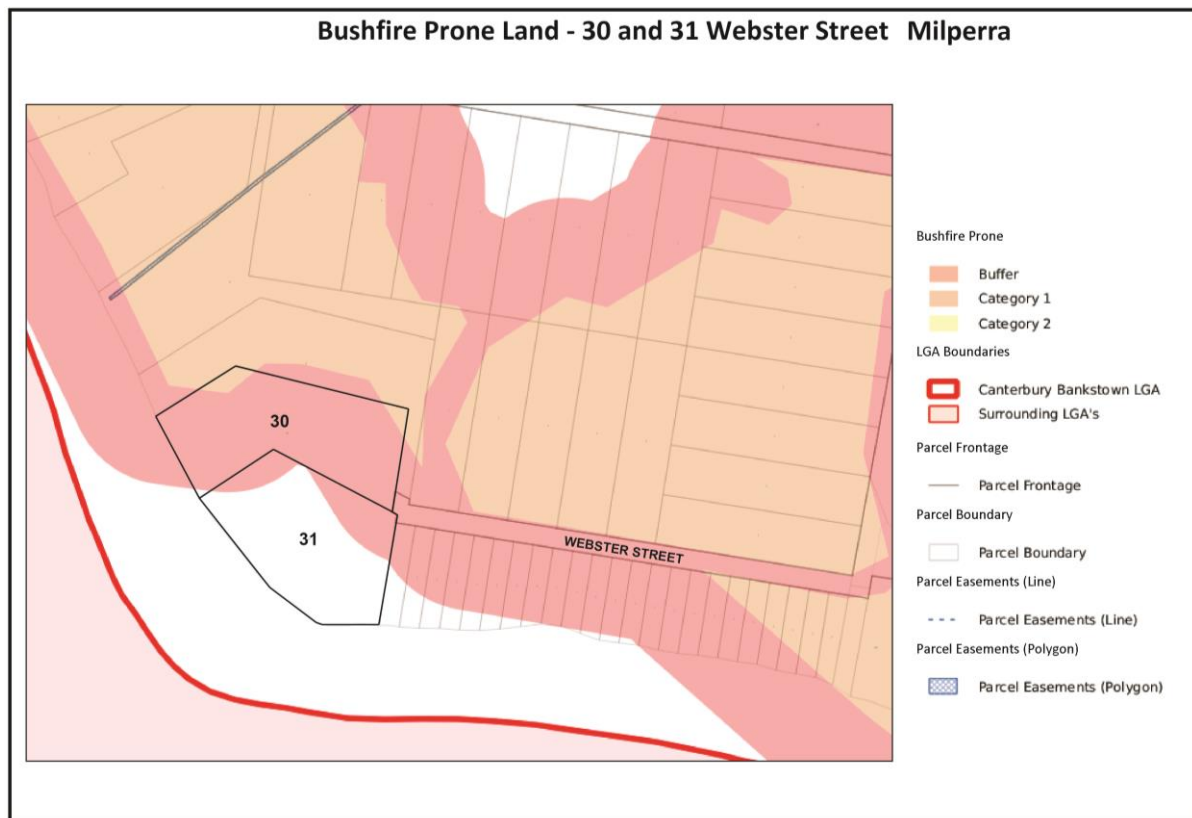 Bushfire Prone Land - 30 and 31 Webster Street Milperra
30
31
WEBSTER STREET
Bushfire Prone
Buffer
Category 1
Category 2
LGA Boundaries
Canterbury Bankstown LGA
Surrounding LGA's
Parcel Frontage
Parcel Frontage
Parcel Boundary
Parcel Boundary
Parcel Easements (Line)
Parcel Easements (Line)
Parcel Easements (Polygon)
Parcel Easements (Polygon)